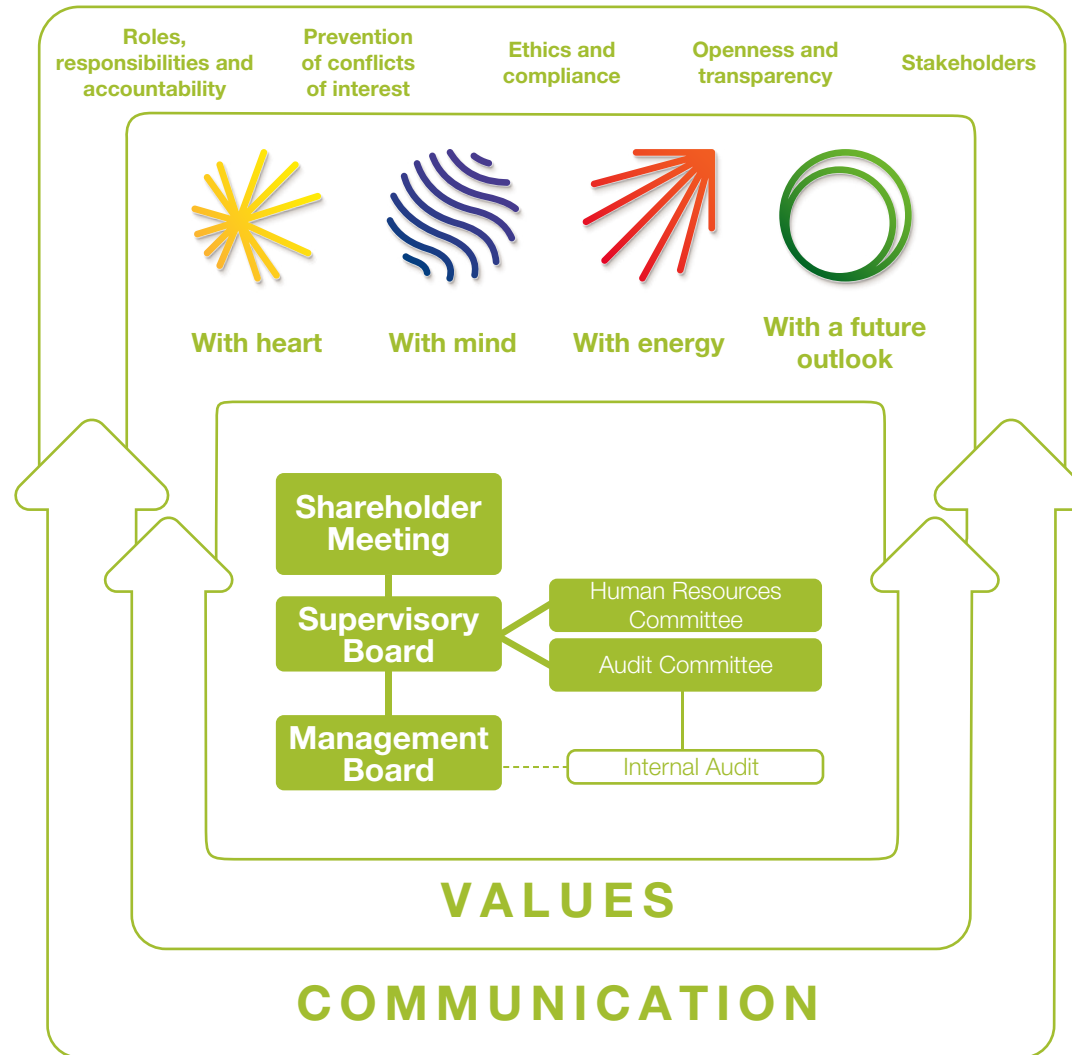 Roles,
responsibilities and
accountability
Prevention
of conflicts
of interest
Ethics and
compliance
Openness and
transparency
Stakeholders
With heart
With mind
With energy
With a future
outlook
Shareholder
Meeting
Supervisory
Board
Human Resources
Committee
Audit Committee
Management
Board
Internal Audit
VALUES
COMMUNICATION